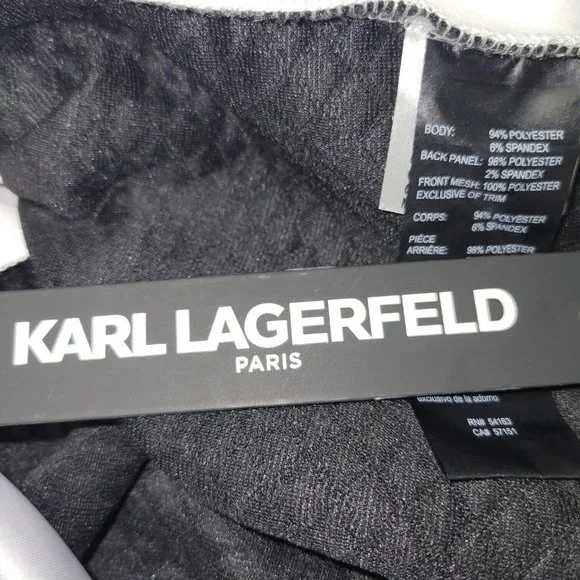 BODY: 94% POLYESTER
6% SPANDEX
BACK PANEL: 98% POLYESTER
2% SPANDEX
FRONT MESH: 100% POLYESTER
EXCLUSIVE OF TRIM
CORPS: 94% POLYESTER
6% SPANDEX
PIÈCE
ARRIÈRE: 98% POLYESTER
KARL LAGERFELD
PARIS
exclusivo de la adorno
RN# 54163
CA# 57151